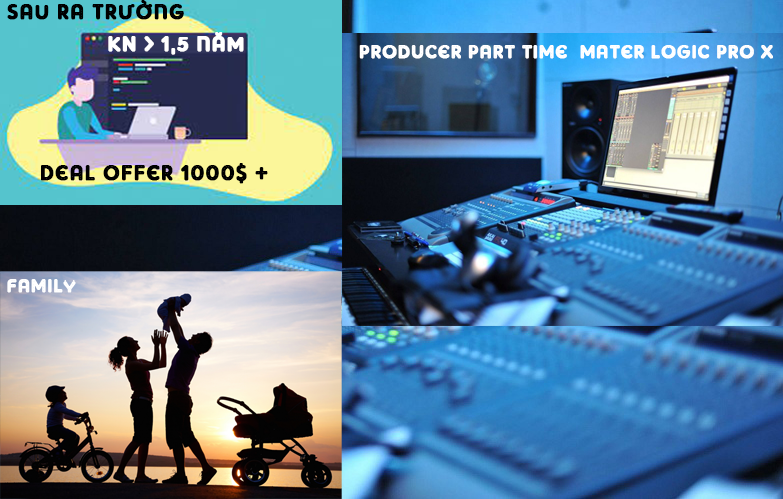 SAU RA TRƯỜNG
KN > 1,5 NĂM
DEAL OFFER 1000$ +
PRODUCER PART TIME MATER LOGIC PRO X
FAMILY